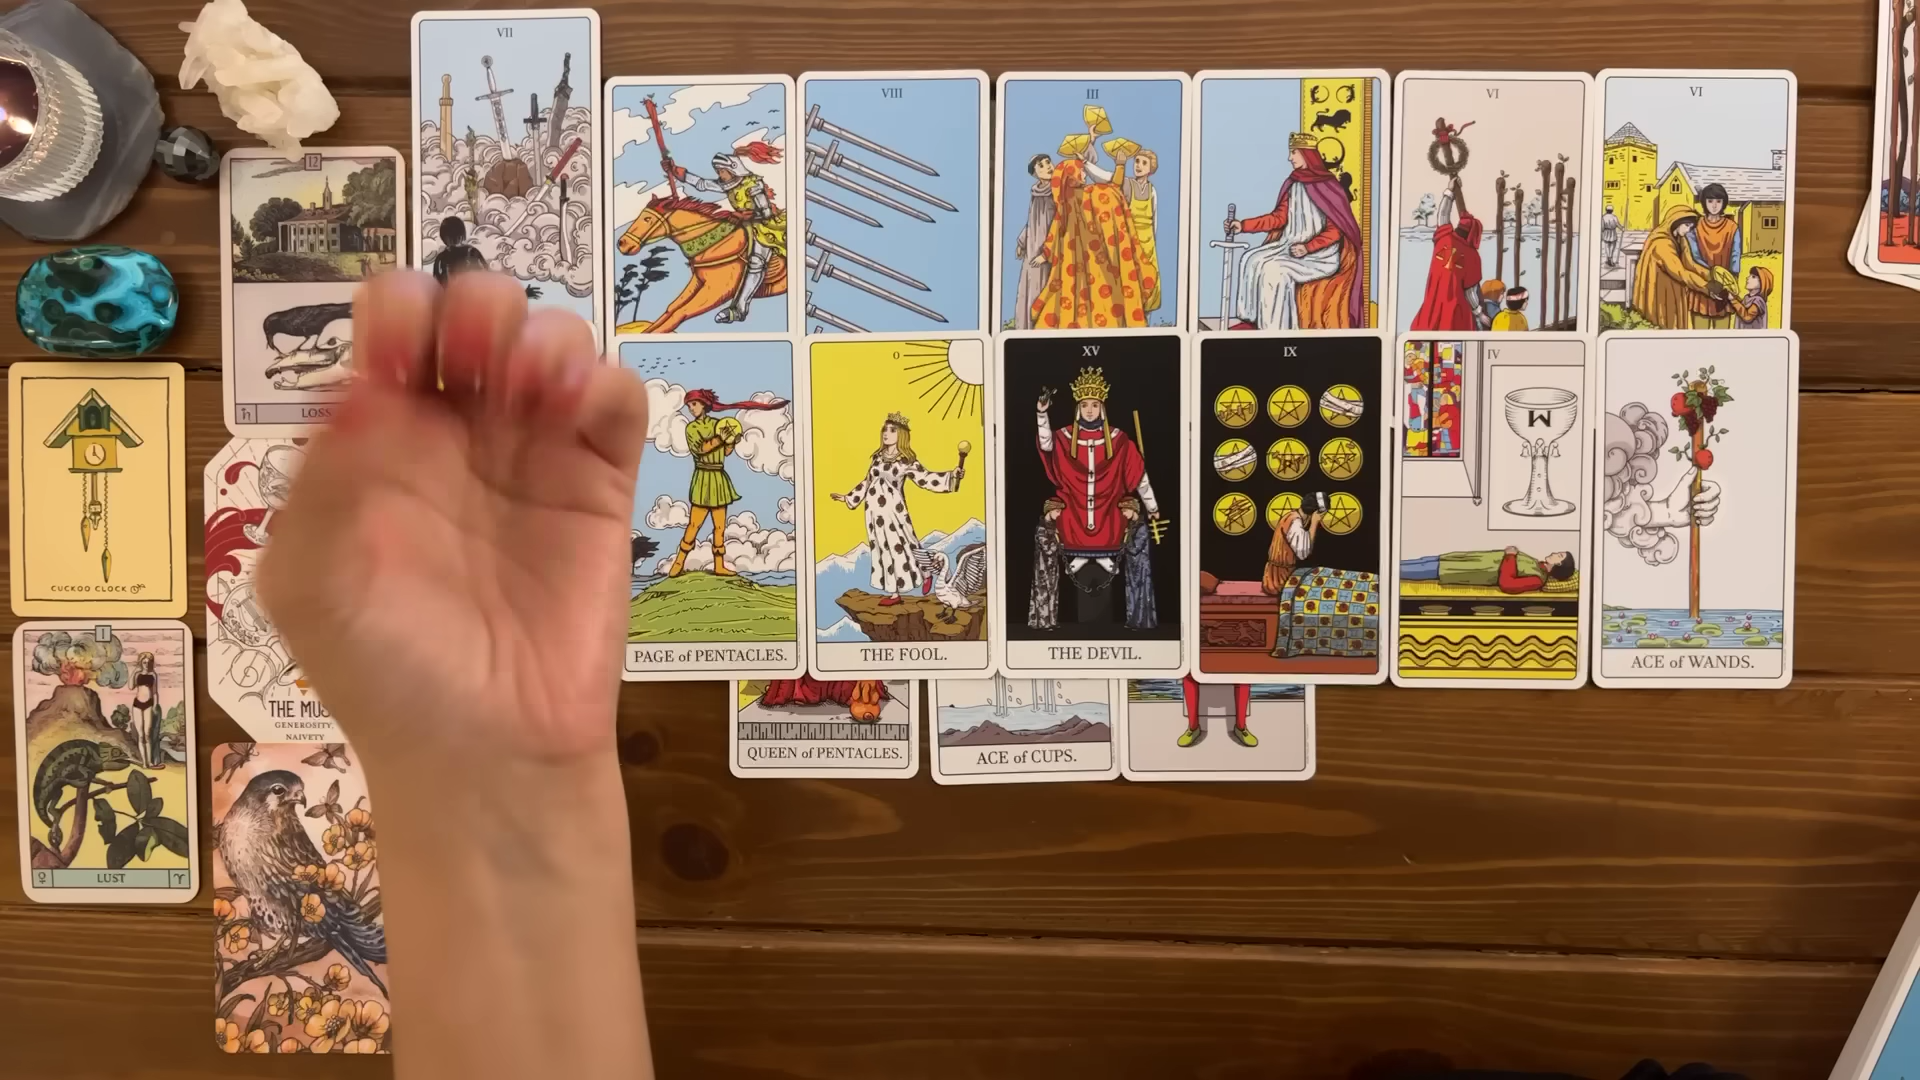 VII
VIII
III
VI
VI
12
LOSS
0
XV
IX
IV
CUCKOO CLOCK
PAGE of PENTACLES.
THE FOOL.
THE DEVIL.
ACE of WANDS.
I
THE
GENEROSITY,
NAIVETY
QUEEN of PENTACLES.
ACE of CUPS.
LUST